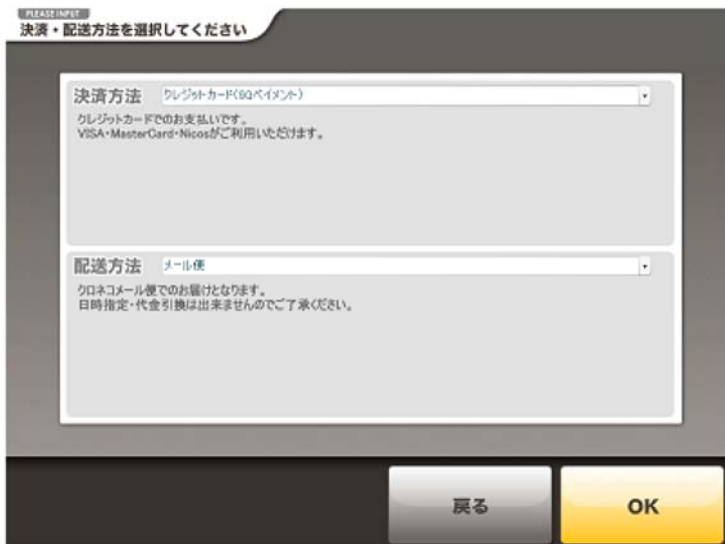 PLEASE INPUT
決済・配送方法を選択してください
決済方法 クレジットカード(SQペイメント)
クレジットカードでのお支払いです。
VISA・MasterCard・Nicosがご利用いただけます。
配送方法 メール便
クロネコメール便でのお届けとなります。
日時指定・代金引換は出来ませんのでご了承ください。
戻る OK